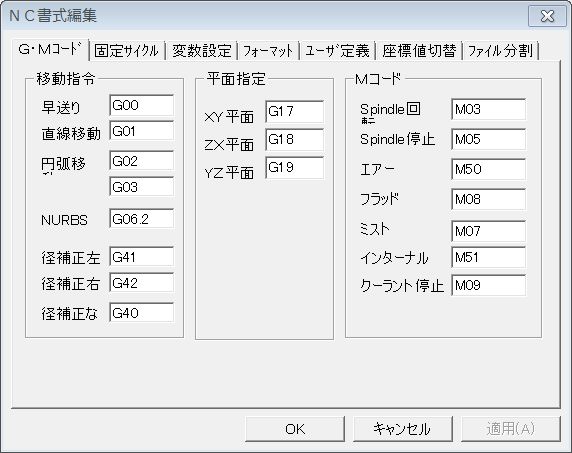 ＮＣ書式編集
G・Mコード 固定サイクル 変数設定 フォーマット ユーザ定義 座標値切替 ファイル分割
移動指令
早送り G00
直線移動 G01
円弧移 G02
G03
NURBS G06.2
径補正左 G41
径補正右 G42
径補正な G40
平面指定
XY平面 G17
ZX平面 G18
YZ平面 G19
Mコード
Spindle回転 M03
Spindle停止 M05
エアー M50
フラッド M08
ミスト M07
インターナル M51
クーラント停止 M09
OK キャンセル 適用(A)